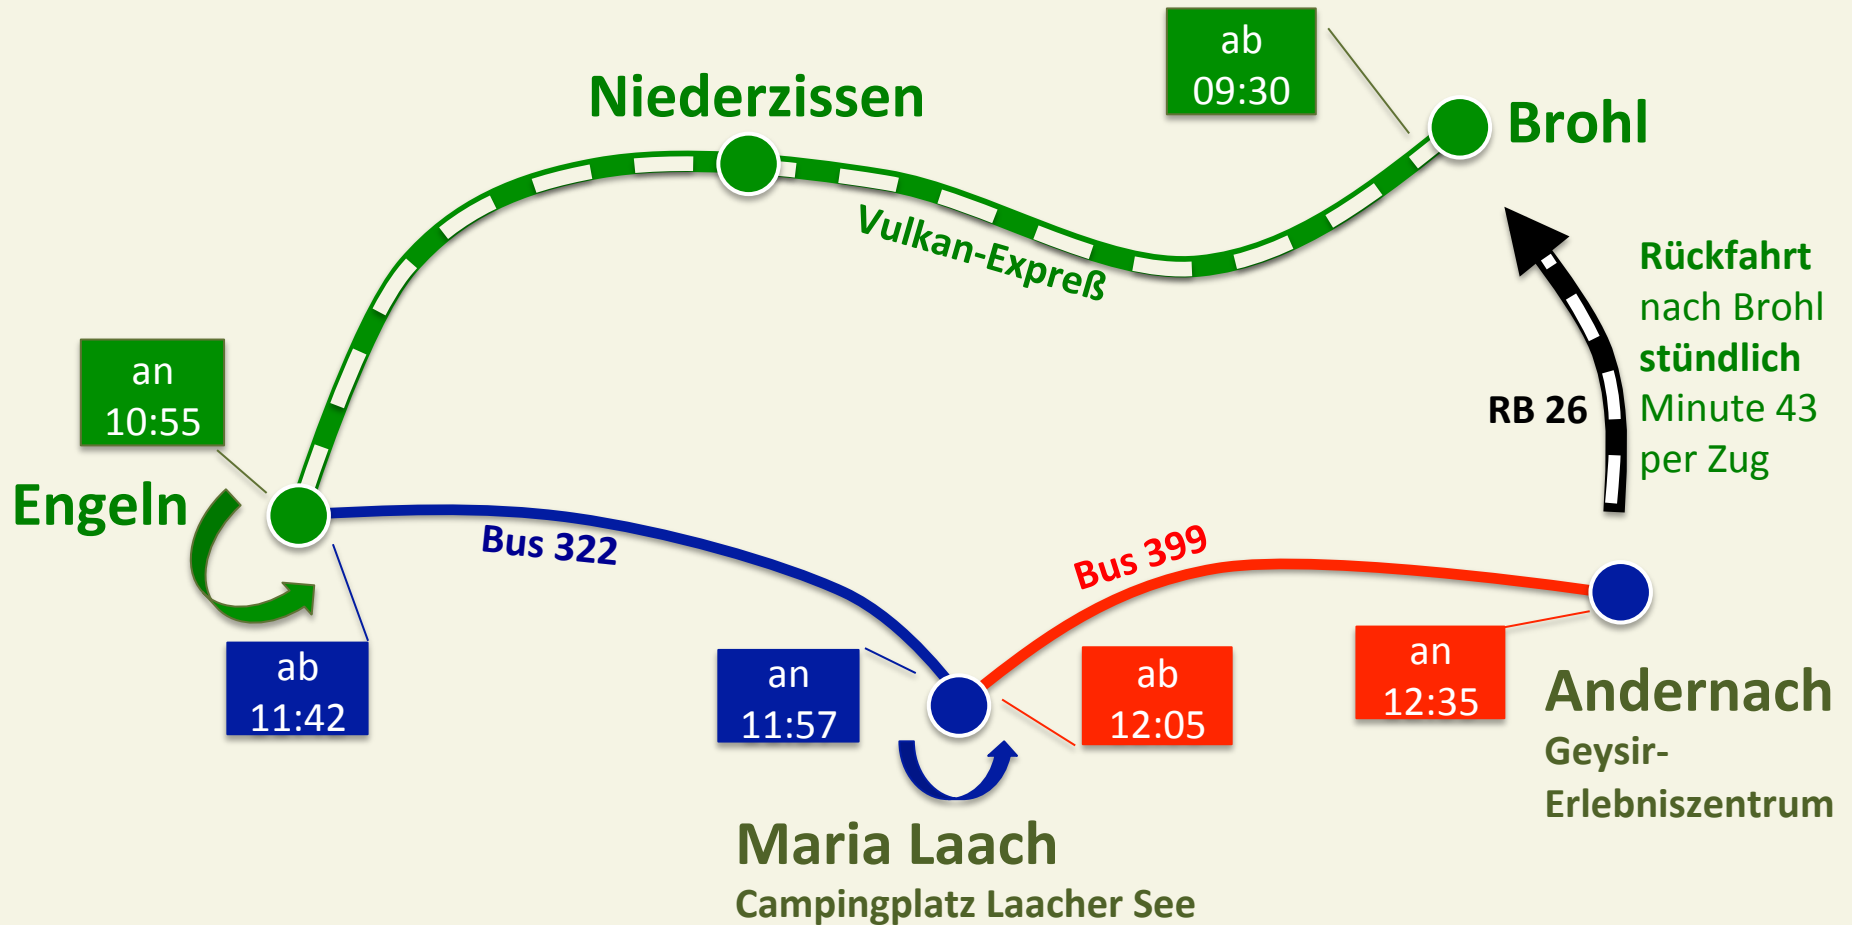 ab
09:30
Niederzissen
Brohl
Vulkan-Expreß
Rückfahrt
nach Brohl
stündlich
Minute 43
per Zug
RB 26
an
10:55
Engeln
Bus 322
Bus 399
ab
11:42
an
11:57
ab
12:05
an
12:35
Andernach
Geysir-
Erlebniszentrum
Maria Laach
Campingplatz Laacher See